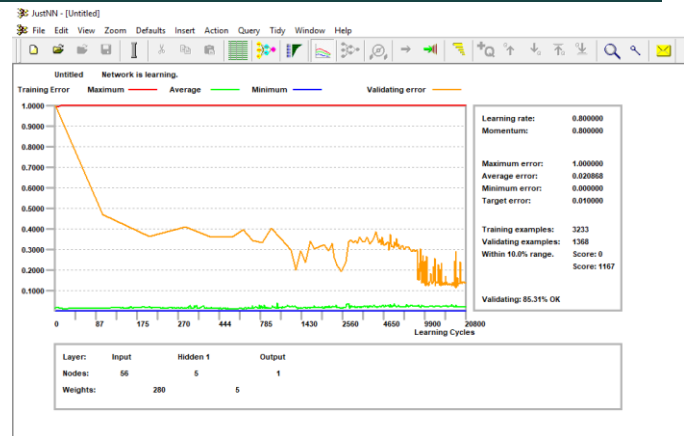 JustNN - [Untitled]
File Edit View Zoom Defaults Insert Action Query Tidy Window Help
Untitled Network is learning.
Training Error Maximum Average Minimum Validating error
1.0000
0.9000
0.8000
0.7000
0.6000
0.5000
0.4000
0.3000
0.2000
0.1000
0 87 175 270 444 785 1430 2560 4650 9900 20800
Learning Cycles
Learning rate: 0.800000
Momentum: 0.800000
Maximum error: 1.000000
Average error: 0.020868
Minimum error: 0.000000
Target error: 0.010000
Training examples: 3233
Validating examples: 1368
Within 10.0% range. Score: 0
Score: 1167
Validating: 85.31% OK
Layer: Input Hidden 1 Output
Nodes: 56 5 1
Weights: 280 5